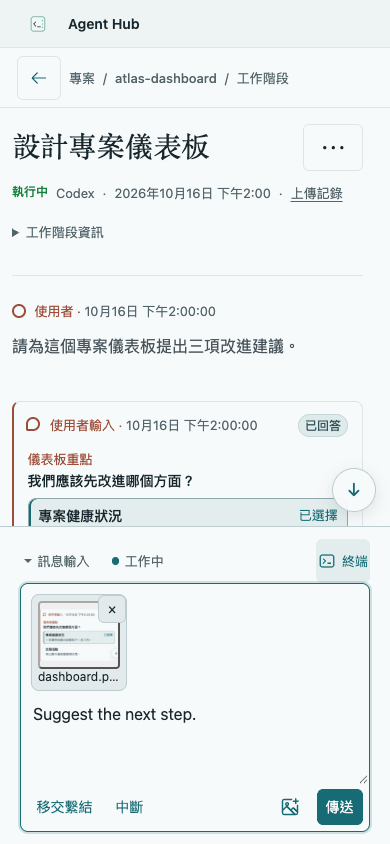 Agent Hub
專案 / atlas-dashboard / 工作階段
設計專案儀表板
執行中 Codex · 2026年10月16日 下午2:00 · 上傳記錄
工作階段資訊
使用者 · 10月16日 下午2:00:00
請為這個專案儀表板提出三項改進建議。
使用者輸入 · 10月16日 下午2:00:00 已回答
儀表板重點
我們應該先改進哪個方面？
專案健康狀況 已選擇
訊息輸入 工作中 終端
dashboard.p...
Suggest the next step.
移交繫結 中斷 傳送